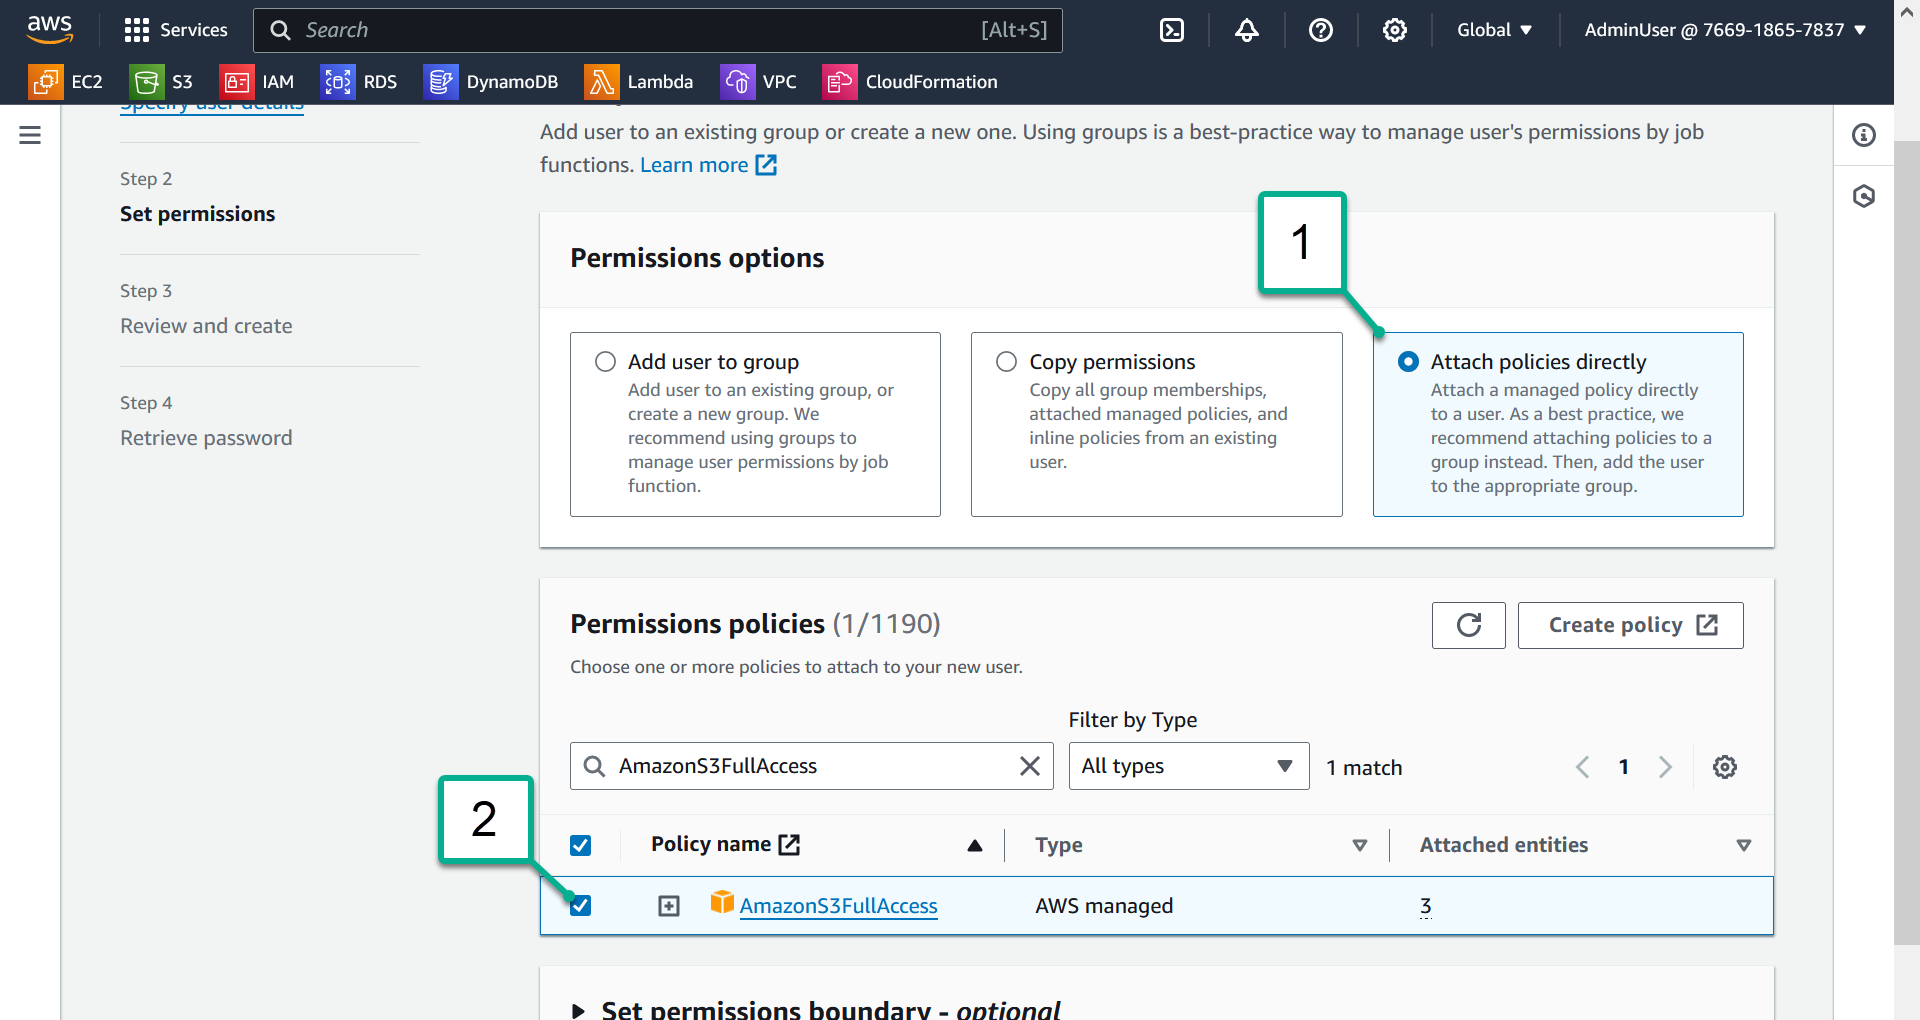 aws
Services
Search
[Alt+S]
Global
AdminUser @ 7669-1865-7837
EC2
S3
IAM
RDS
DynamoDB
Lambda
VPC
CloudFormation
Specify user details
Step 2
Set permissions
Step 3
Review and create
Step 4
Retrieve password
Add user to an existing group or create a new one. Using groups is a best-practice way to manage user's permissions by job
functions. Learn more
1
Permissions options
Add user to group
Add user to an existing group, or
create a new group. We
recommend using groups to
manage user permissions by job
function.
Copy permissions
Copy all group memberships,
attached managed policies, and
inline policies from an existing
user.
Attach policies directly
Attach a managed policy directly
to a user. As a best practice, we
recommend attaching policies to a
group instead. Then, add the user
to the appropriate group.
Permissions policies (1/1190)
Create policy
Choose one or more policies to attach to your new user.
Filter by Type
AmazonS3FullAccess
All types
1 match
1
2
Policy name
Type
Attached entities
AmazonS3FullAccess
AWS managed
3
Set permissions boundary - optional